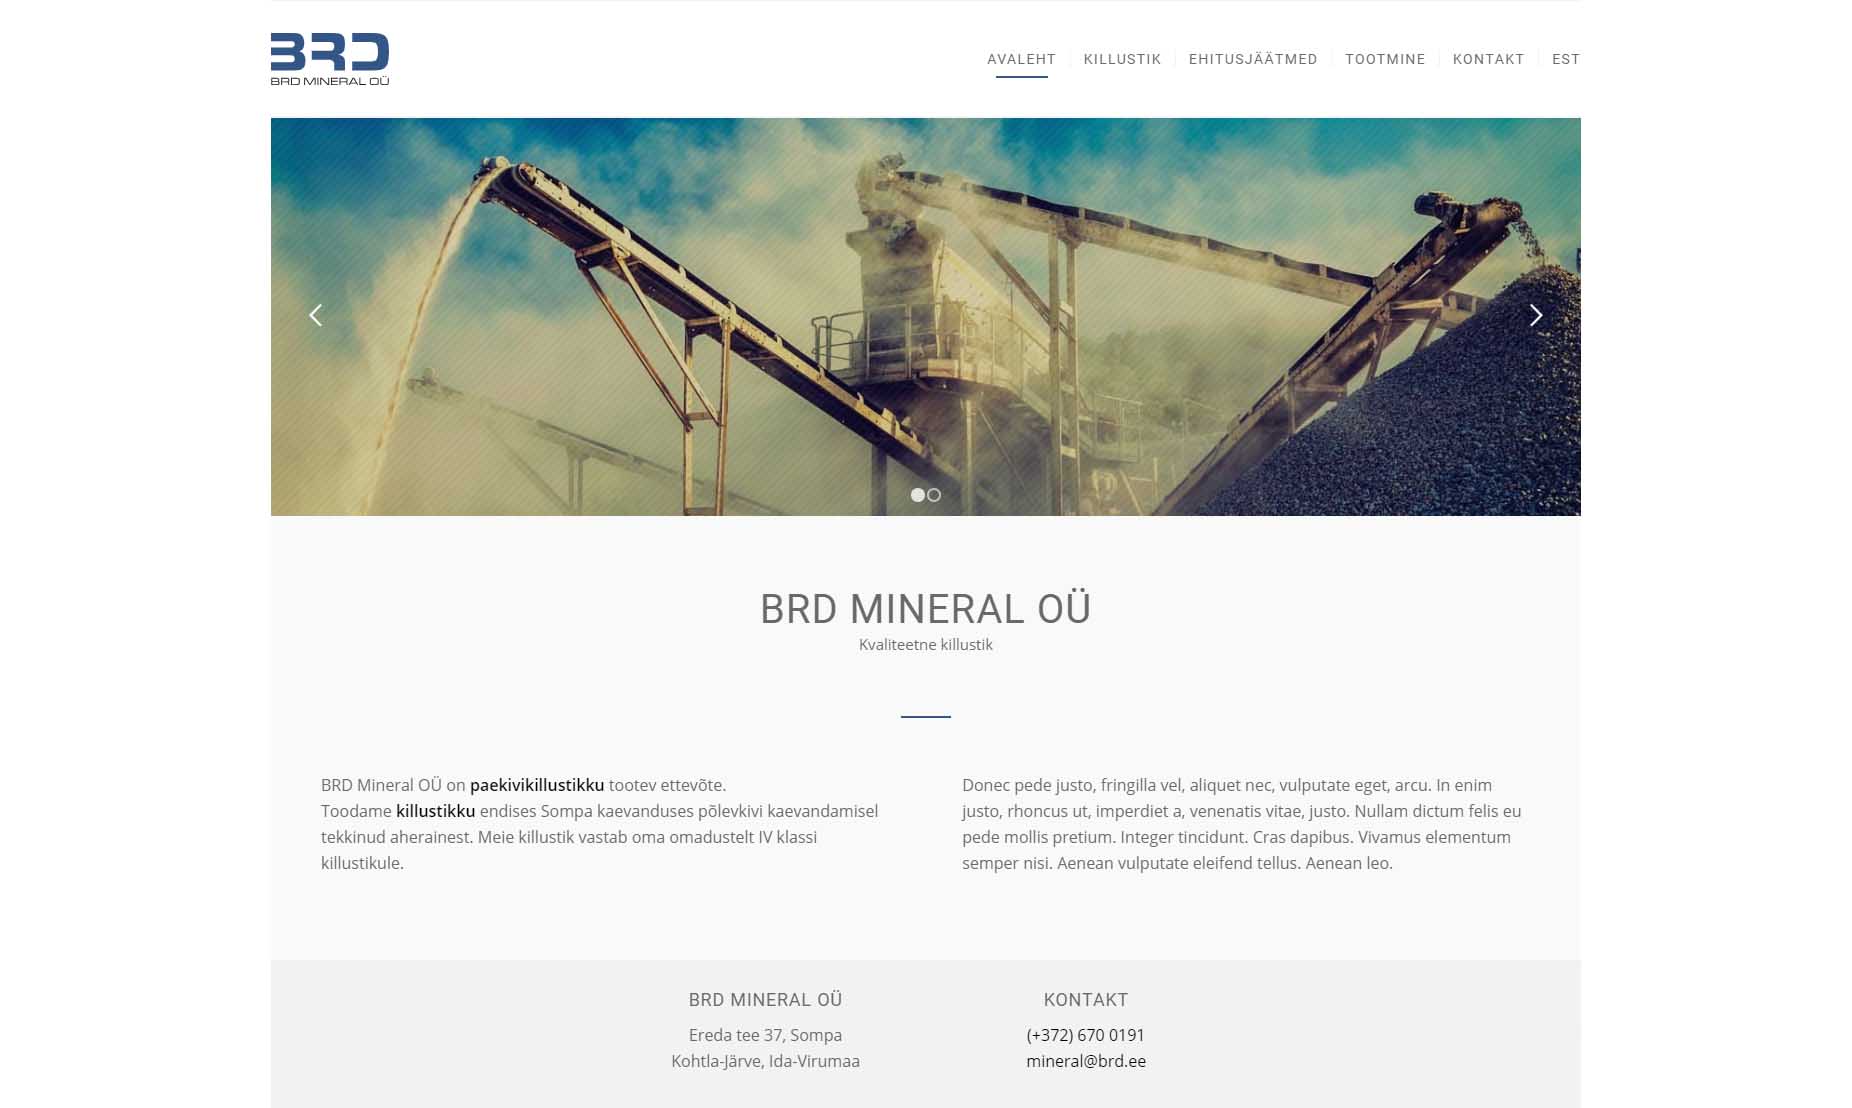 BRD
BRD MINERAL OÜ
AVALEHT
KILLUSTIK
EHITUSJÄÄTMED
TOOTMINE
KONTAKT
EST
BRD MINERAL OÜ
Kvaliteetne killustik
BRD Mineral OÜ on paekivikillustikku tootev ettevõte.
Toodame killustikku endises Sompa kaevanduses põlevkivi kaevandamisel
tekkinud aherainest. Meie killustik vastab oma omadustelt IV klassi
killustikule.
Donec pede justo, fringilla vel, aliquet nec, vulputate eget, arcu. In enim
justo, rhoncus ut, imperdiet a, venenatis vitae, justo. Nullam dictum felis eu
pede mollis pretium. Integer tincidunt. Cras dapibus. Vivamus elementum
semper nisi. Aenean vulputate eleifend tellus. Aenean leo.
BRD MINERAL OÜ
Ereda tee 37, Sompa
Kohtla-Järve, Ida-Virumaa
KONTAKT
(+372) 670 0191
mineral@brd.ee